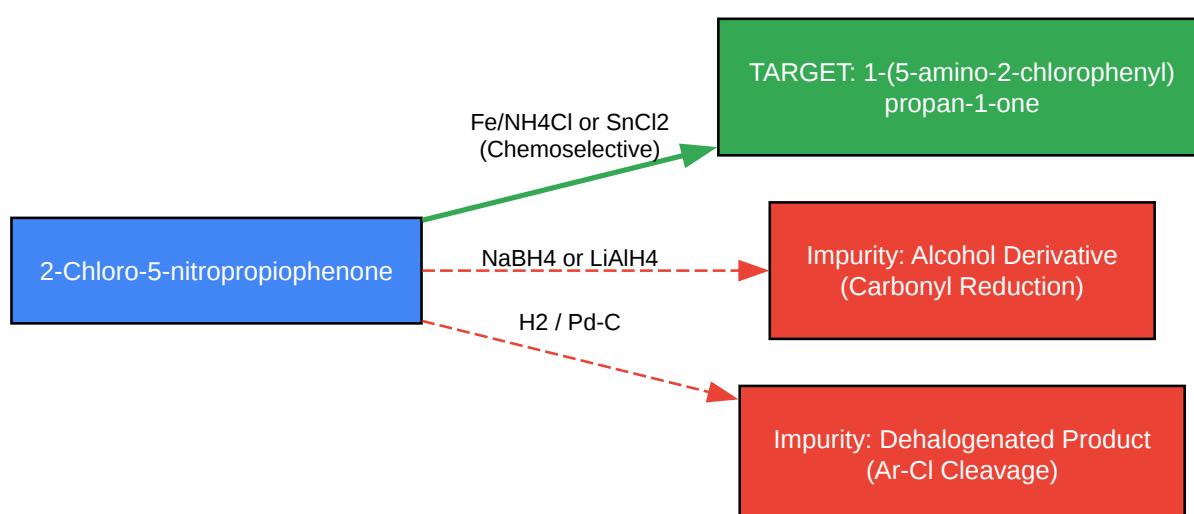 TARGET: 1-(5-amino-2-chlorophenyl)
propan-1-one
Fe/NH4Cl or SnCl2
(Chemoselective)
2-Chloro-5-nitropropiophenone
NaBH4 or LiAlH4
Impurity: Alcohol Derivative
(Carbonyl Reduction)
H2 / Pd-C
Impurity: Dehalogenated Product
(Ar-Cl Cleavage)